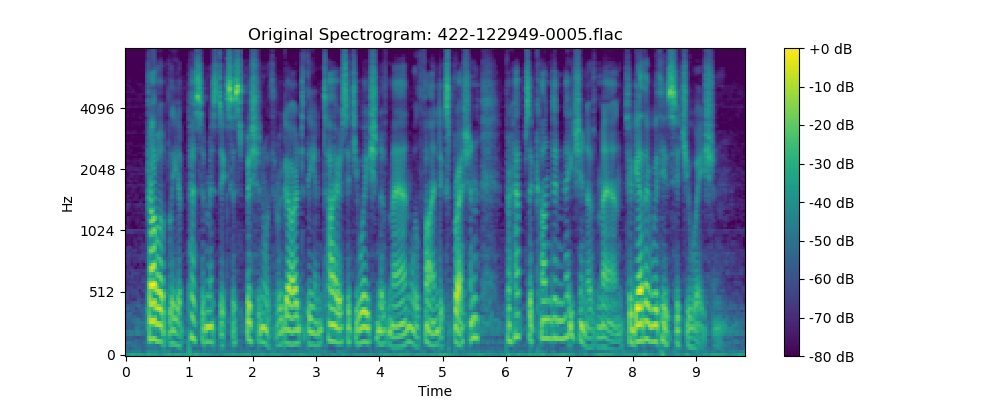 Original Spectrogram: 422-122949-0005.flac
Hz
4096
2048
1024
512
0
0 1 2 3 4 5 6 7 8 9
Time
+0 dB
-10 dB
-20 dB
-30 dB
-40 dB
-50 dB
-60 dB
-70 dB
-80 dB